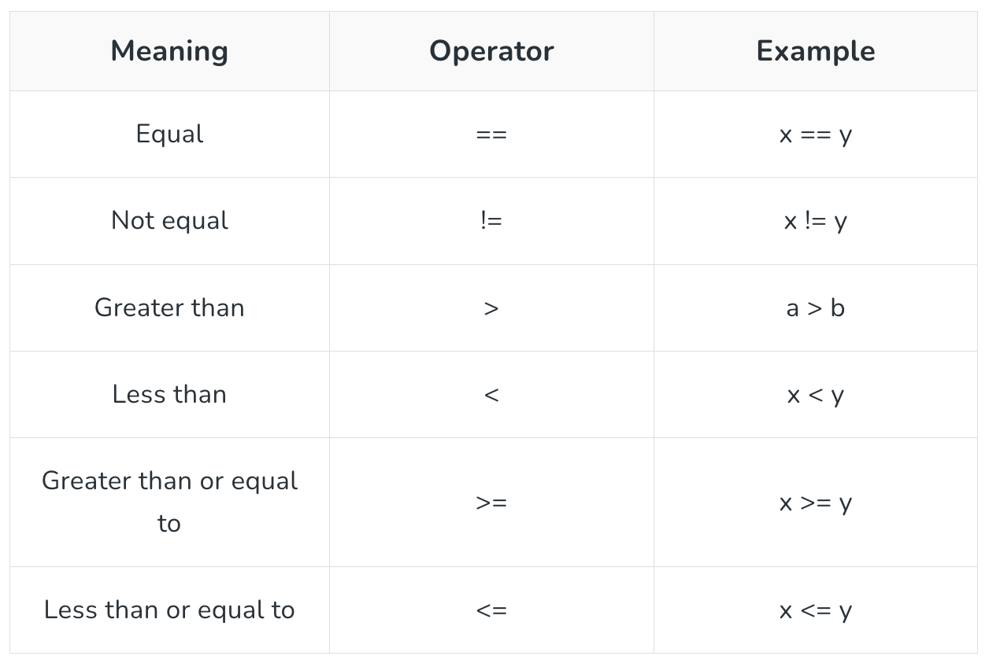 Meaning Operator Example
Equal == x == y
Not equal != x != y
Greater than > a > b
Less than < x < y
Greater than or equal
to >= x >= y
Less than or equal to <= x <= y